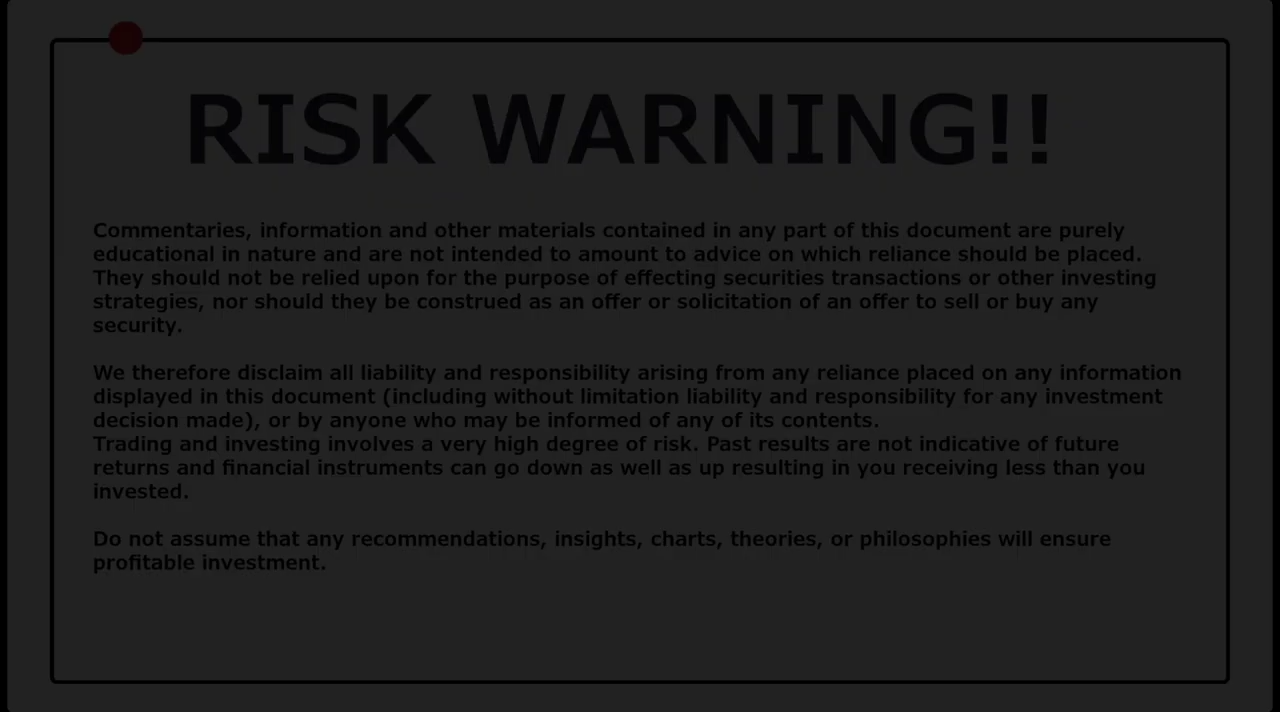 RISK WARNING!!
Commentaries, information and other materials contained in any part of this document are purely
educational in nature and are not intended to amount to advice on which reliance should be placed.
They should not be relied upon for the purpose of effecting securities transactions or other investing
strategies, nor should they be construed as an offer or solicitation of an offer to sell or buy any
security.
We therefore disclaim all liability and responsibility arising from any reliance placed on any information
displayed in this document (including without limitation liability and responsibility for any investment
decision made), or by anyone who may be informed of any of its contents.
Trading and investing involves a very high degree of risk. Past results are not indicative of future
returns and financial instruments can go down as well as up resulting in you receiving less than you
invested.
Do not assume that any recommendations, insights, charts, theories, or philosophies will ensure
profitable investment.